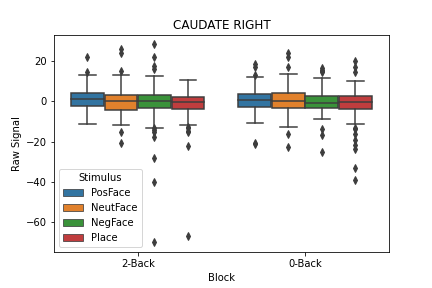 CAUDATE RIGHT
Raw Signal
20
0
−20
−40
−60
Stimulus
PosFace
NeutFace
NegFace
Place
2-Back
0-Back
Block